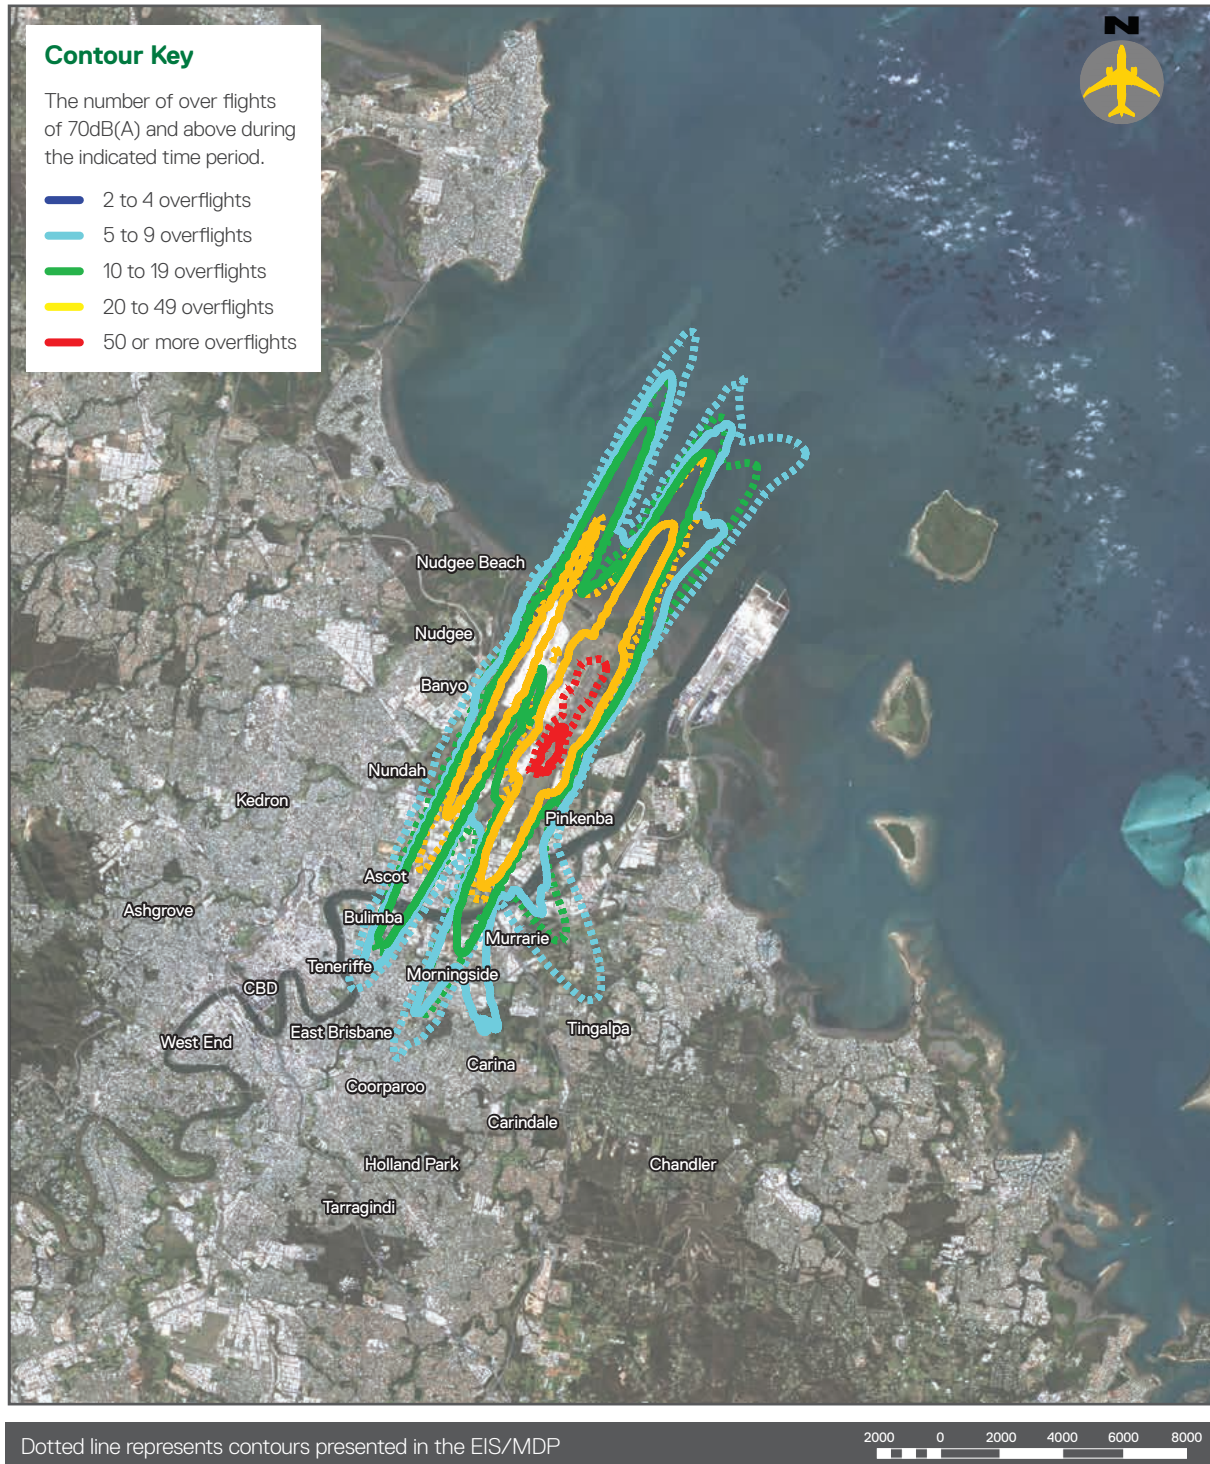 N
Contour Key
The number of over flights
of 70dB(A) and above during
the indicated time period.
2 to 4 overflights
5 to 9 overflights
10 to 19 overflights
20 to 49 overflights
50 or more overflights
Nudgee Beach
Nudgee
Banyo
Nundah
Kedron
Pinkenba
Ascot
Ashgrove
Bulimba
Murrarie
Teneriffe
Morningside
CBD
East Brisbane
Tingalpa
West End
Carina
Coorparoo
Carindale
Holland Park
Chandler
Tarragindi
Dotted line represents contours presented in the EIS/MDP
2000 0 2000 4000 6000 8000